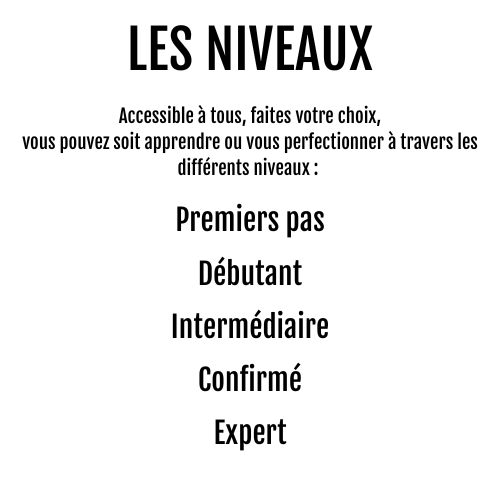 LES NIVEAUX
Accessible à tous, faites votre choix,
vous pouvez soit apprendre ou vous perfectionner à travers les
différents niveaux :
Premiers pas
Débutant
Intermédiaire
Confirmé
Expert